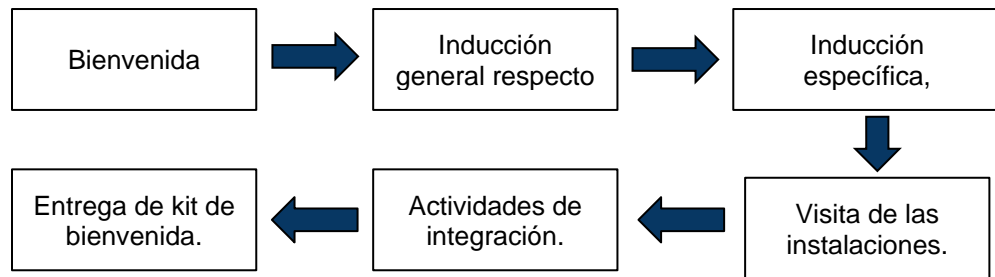 Bienvenida
Inducción
general respecto
Inducción
específica,
Visita de las
instalaciones.
Actividades de
integración.
Entrega de kit de
bienvenida.